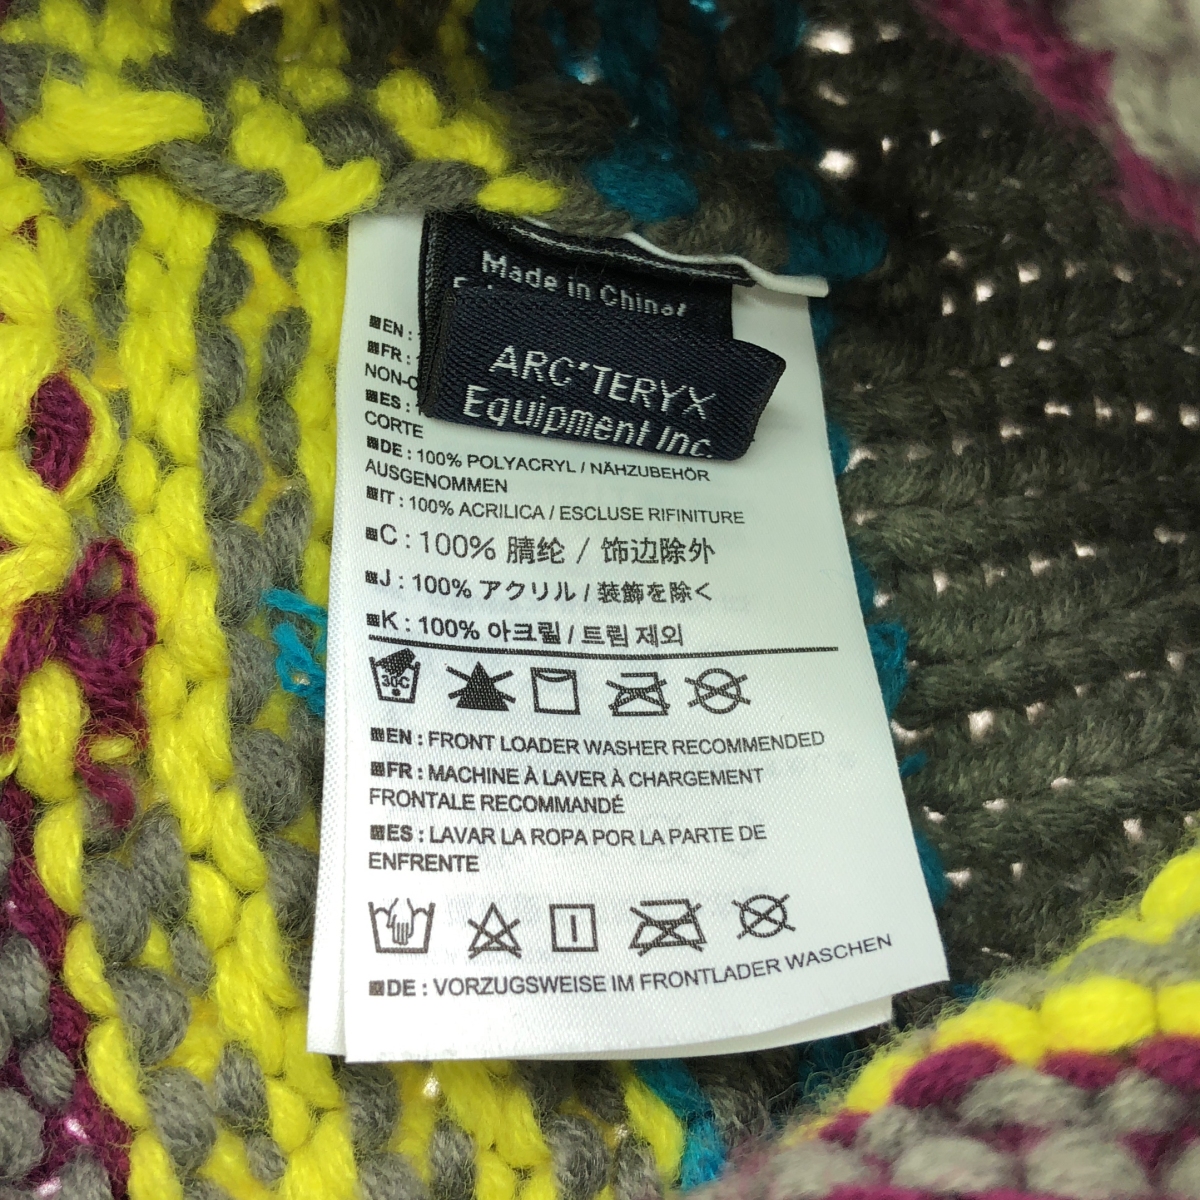 Made in China/
ARC'TERYX
Equipment Inc.
EN :
FR :
NON-C
ES :
CORTE
DE : 100% POLYACRYL / NÄHZUBEHÖR
AUSGENOMMEN
IT : 100% ACRILICA / ESCLUSE RIFINITURE
C : 100% 腈纶 / 饰边除外
J : 100% アクリル / 装飾を除く
K : 100% 아크릴 / 트림 제외
30C
EN : FRONT LOADER WASHER RECOMMENDED
FR : MACHINE À LAVER À CHARGEMENT
FRONTALE RECOMMANDÉ
ES : LAVAR LA ROPA POR LA PARTE DE
ENFRENTE
DE : VORZUGSWEISE IM FRONTLADER WASCHEN